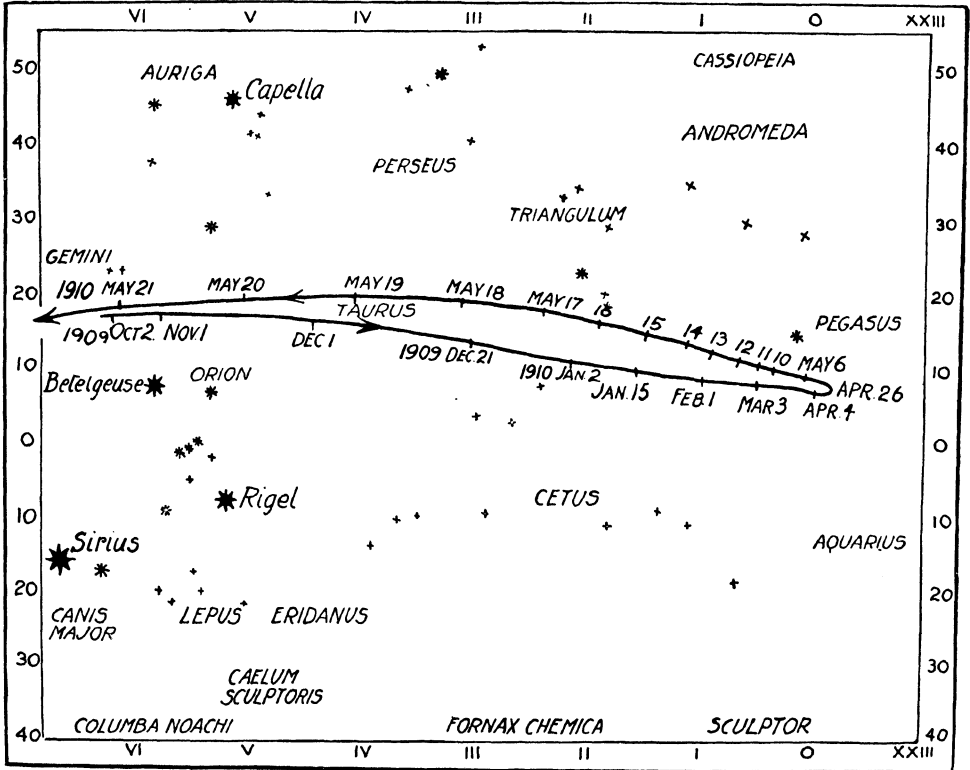 VI V IV III II I O XXIII
50 CASSIOPEIA 50
AURIGA
Capella
40 ANDROMEDA 40
PERSEUS
30 TRIANGULUM 30
GEMINI
20 1910 MAY 21 MAY 20 MAY 19 MAY 18 MAY 17 16 15 14 13 12 11 10 MAY 6 20
TAURUS
PEGASUS
1909 OCT 2. NOV. 1 DEC 1 1909 DEC. 21 1910 JAN. 2 JAN. 15 FEB. 1 MAR 3 APR. 4 APR. 26
10 10
Betelgeuse ORION
0 0
Rigel CETUS
10 10
Sirius AQUARIUS
20 20
CANIS MAJOR
LEPUS ERIDANUS
30 30
CAELUM
SCULPTORIS
COLUMBA NOACHI FORNAX CHEMICA SCULPTOR
40 40
VI V IV III II I O XXIII